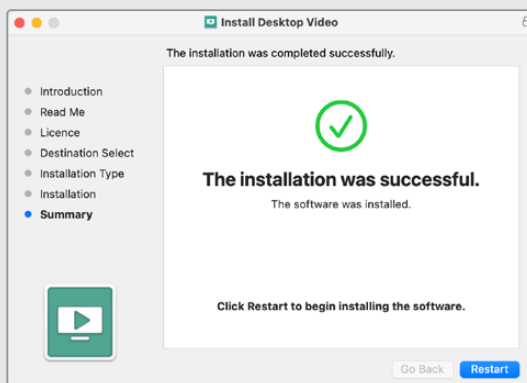 Install Desktop Video
The installation was completed successfully.
Introduction
Read Me
Licence
Destination Select
Installation Type
Installation
Summary
The installation was successful.
The software was installed.
Click Restart to begin installing the software.
Go Back
Restart